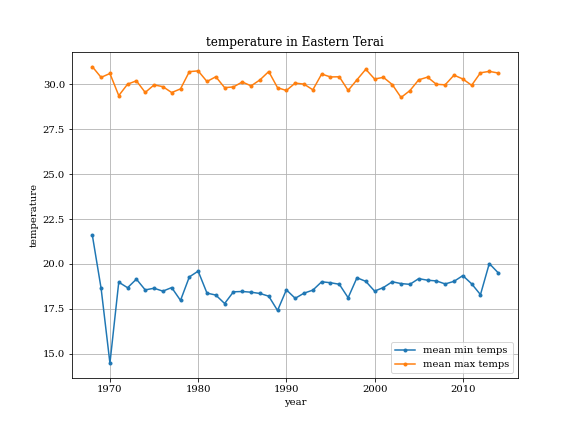 temperature in Eastern Terai
temperature
30.0
27.5
25.0
22.5
20.0
17.5
15.0
mean min temps
mean max temps
1970 1980 1990 2000 2010
year